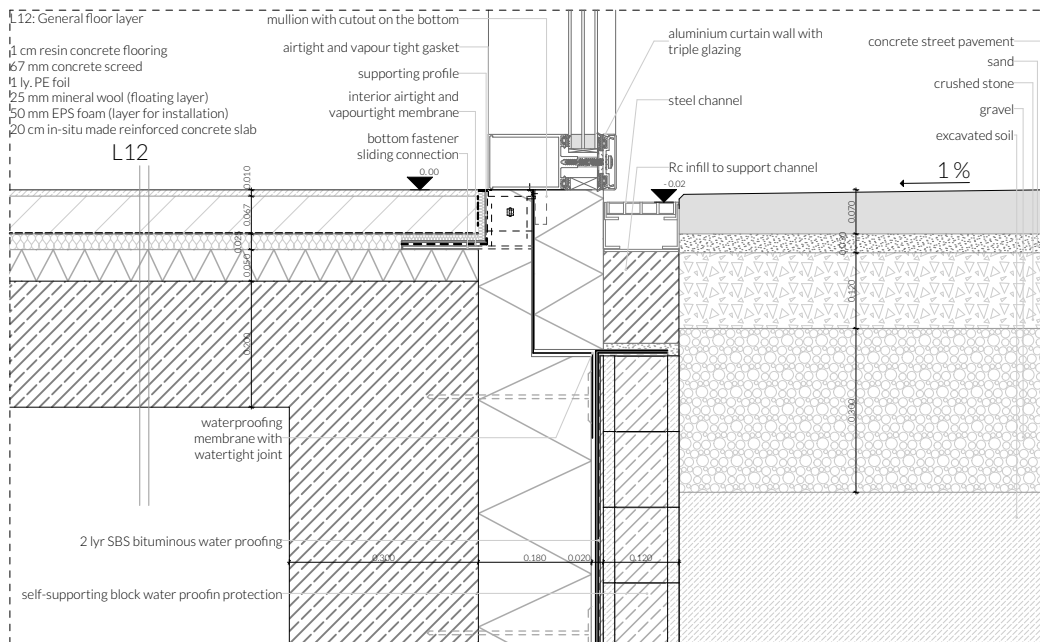 L12: General floor layer
1 cm resin concrete flooring
67 mm concrete screed
1 ly. PE foil
25 mm mineral wool (floating layer)
50 mm EPS foam (layer for installation)
20 cm in-situ made reinforced concrete slab
L12
mullion with cutout on the bottom
airtight and vapour tight gasket
supporting profile
interior airtight and
vapourtight membrane
bottom fastener
sliding connection
0.00
aluminium curtain wall with
triple glazing
steel channel
Rc infill to support channel
-0.02
concrete street pavement
sand
crushed stone
gravel
excavated soil
1 %
0.010
0.067
0.050
0.200
0.070
0.120
0.300
waterproofing
membrane with
watertight joint
2 lyr SBS bituminous water proofing
0.300
0.180
0.020
0.120
self-supporting block water proofin protection